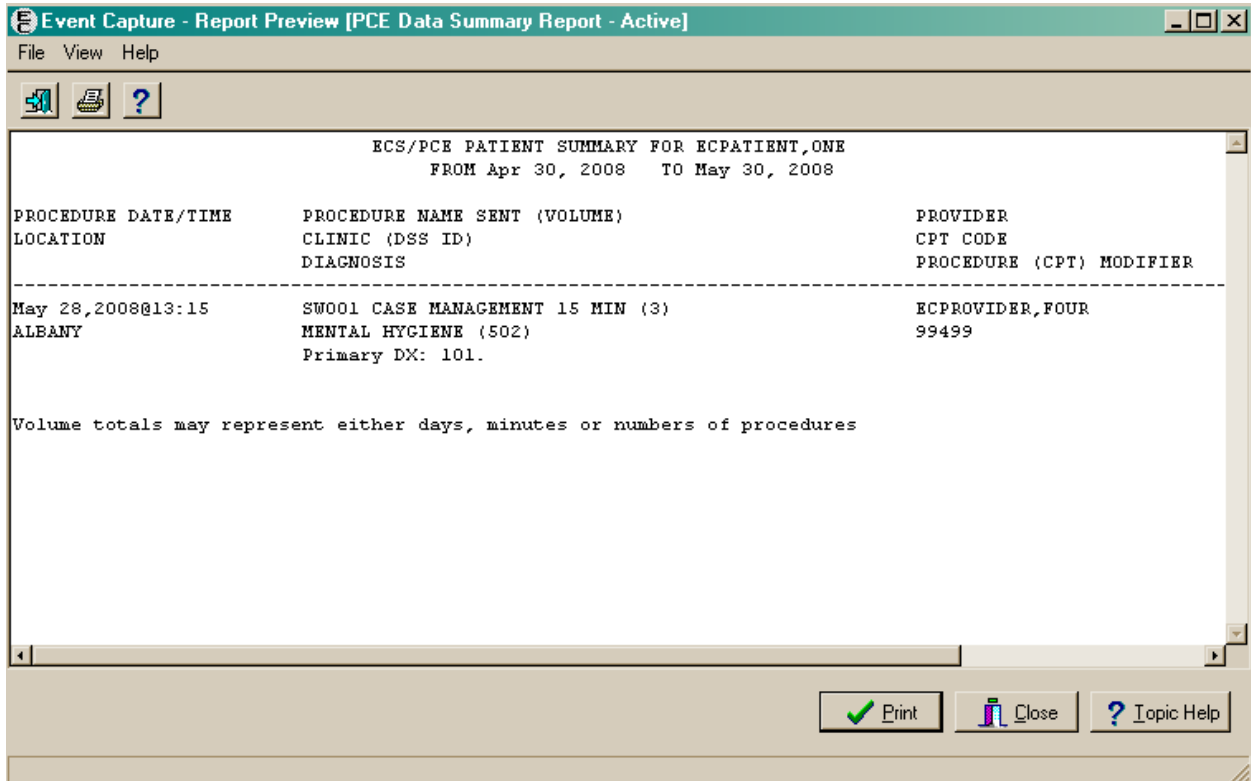 Event Capture - Report Preview [PCE Data Summary Report - Active]
File View Help
ECS/PCE PATIENT SUMMARY FOR ECPATIENT,ONE
FROM Apr 30, 2008 TO May 30, 2008
PROCEDURE DATE/TIME PROCEDURE NAME SENT (VOLUME) PROVIDER
LOCATION CLINIC (DSS ID) CPT CODE
DIAGNOSIS PROCEDURE (CPT) MODIFIER
May 28,2008@13:15 SW001 CASE MANAGEMENT 15 MIN (3) ECPROVIDER,FOUR
ALBANY MENTAL HYGIENE (502) 99499
Primary DX: 101.
Volume totals may represent either days, minutes or numbers of procedures
Print Close Topic Help